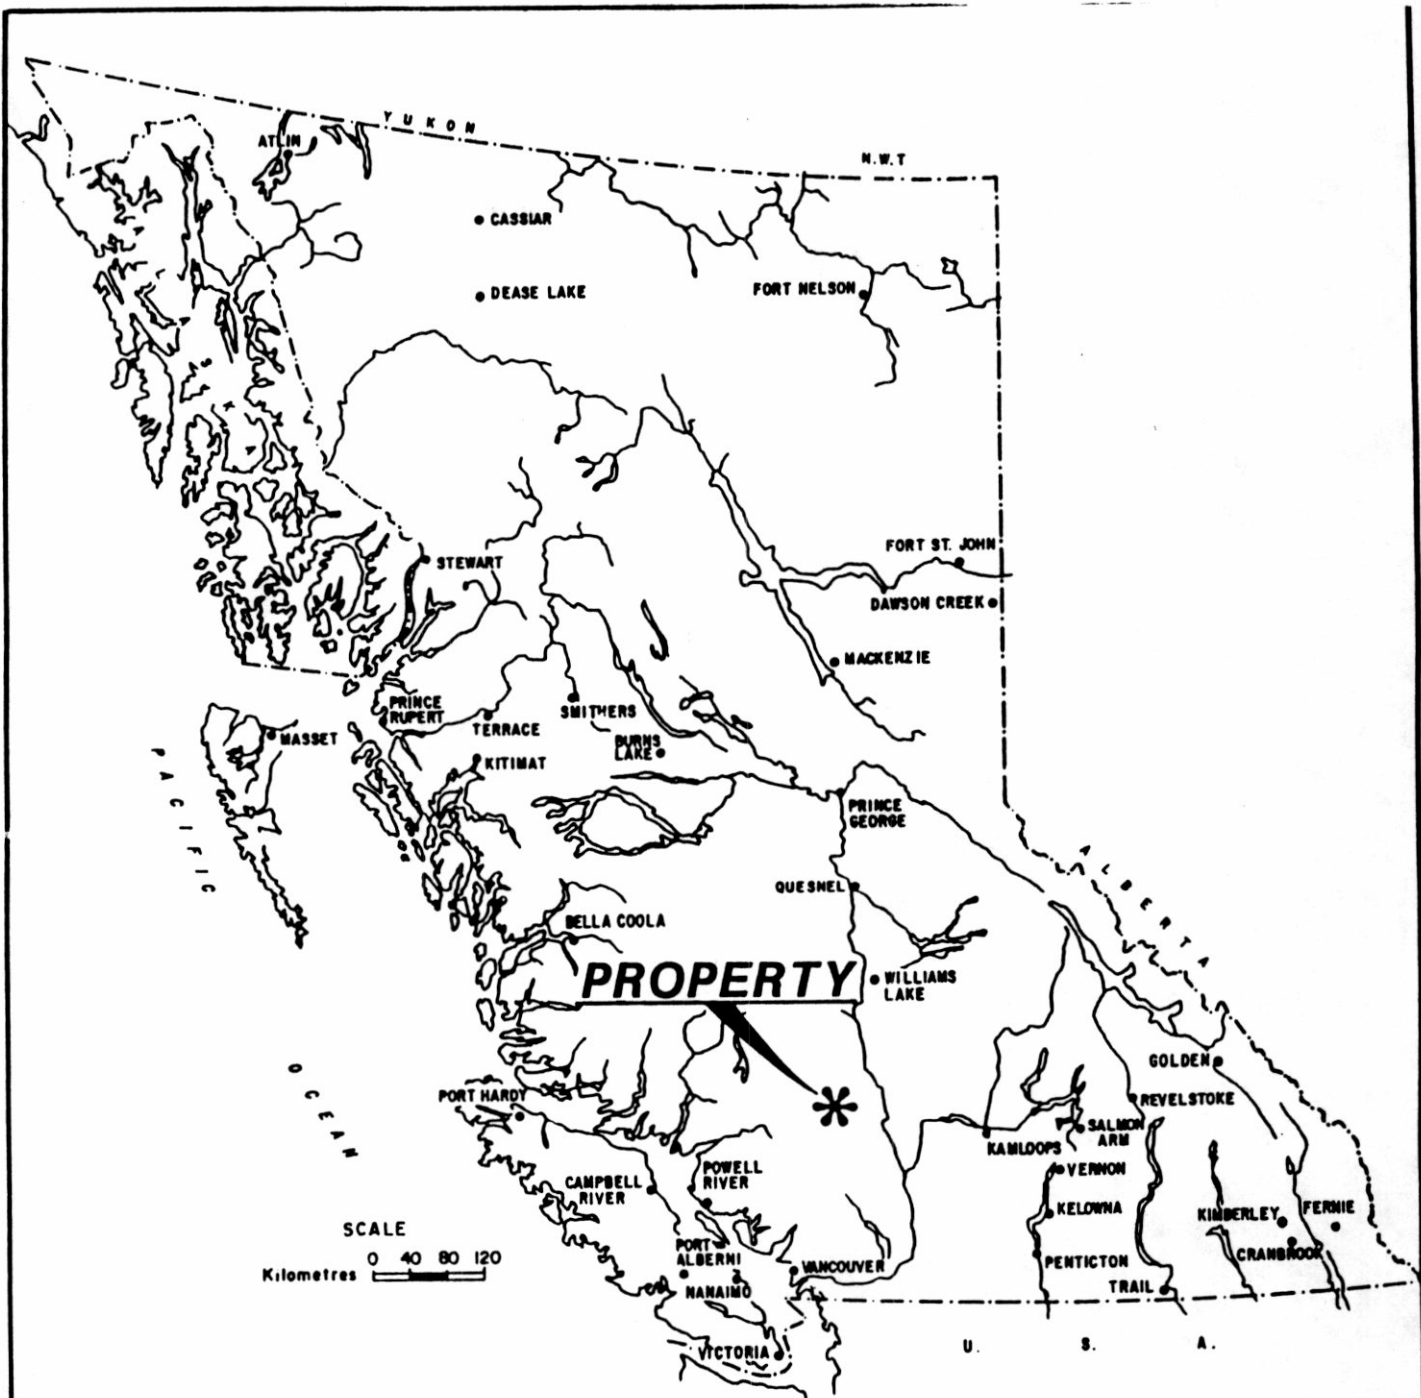 YUKON
N.W.T
ATLIN
CASSIAR
DEASE LAKE
FORT NELSON
ALASKA
STEWART
FORT ST. JOHN
DAWSON CREEK
MACKENZIE
PRINCE
RUPERT
TERRACE
SMITHERS
BURNS
LAKE
MASSET
KITIMAT
PACIFIC
PRINCE
GEORGE
ALBERTA
QUESNEL
BELLA COOLA
PROPERTY
WILLIAMS
LAKE
GOLDEN
OCEAN
PORT HARDY
REVELSTOKE
SALMON
ARM
KAMLOOPS
VERNON
POWELL
RIVER
CAMPBELL
RIVER
KELOWNA
KIMBERLEY
FERNIE
CRANBROOK
SCALE
0 40 80 120
Kilometres
PORT
ALBERNI
NANAIMO
VANCOUVER
PENTICTON
TRAIL
VICTORIA
U. S. A.